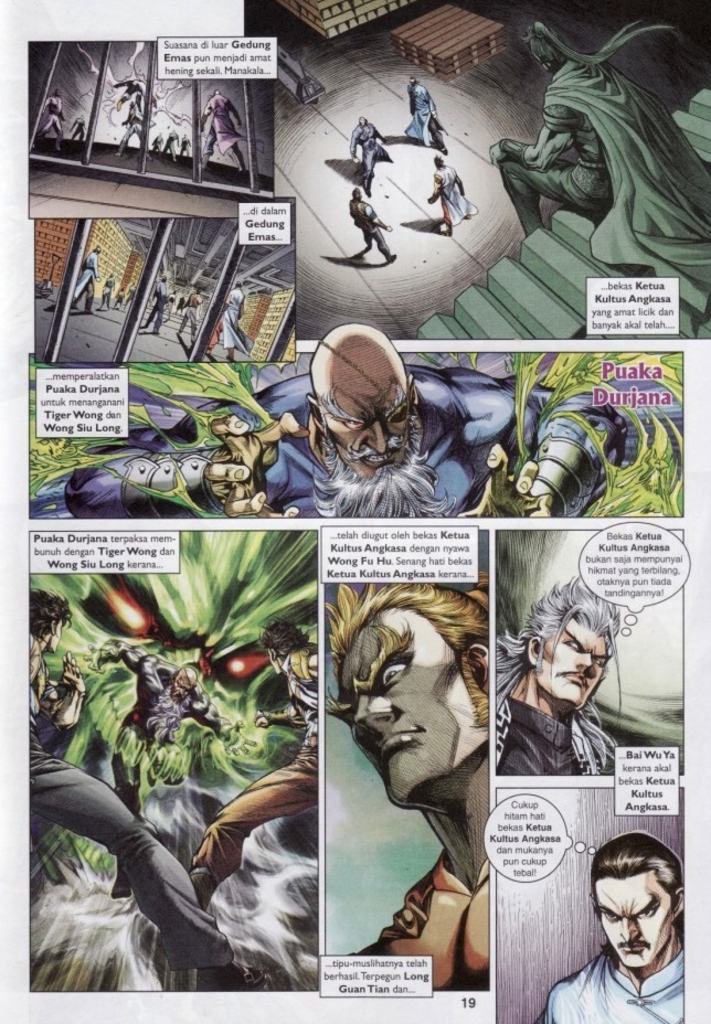 Suasana di luar Gedung
Emas pun menjadi amat
hening sekali. Manakala...
...di dalam
Gedung
Emas...
...bekas Ketua
Kultus Angkasa
yang amat licik dan
banyak akal telah....
...memperalatkan
Puaka Durjana
untuk menanganani
Tiger Wong dan
Wong Siu Long.
Puaka
Durjana
Puaka Durjana terpaksa mem-
bunuh dengan Tiger Wong dan
Wong Siu Long kerana...
...telah diugut oleh bekas Ketua
Kultus Angkasa dengan nyawa
Wong Fu Hu. Senang hati bekas
Ketua Kultus Angkasa kerana...
Bekas Ketua
Kultus Angkasa
bukan saja mempunyai
hikmat yang terbilang,
otaknya pun tiada
tandingannya!
...Bai Wu Ya
kerana akal
bekas Ketua
Kultus
Angkasa.
Cukup
hitam hati
bekas Ketua
Kultus Angkasa
dan mukanya
pun cukup
tebal!
...tipu-muslihatnya telah
berhasil. Terpegun Long
Guan Tian dan...
19